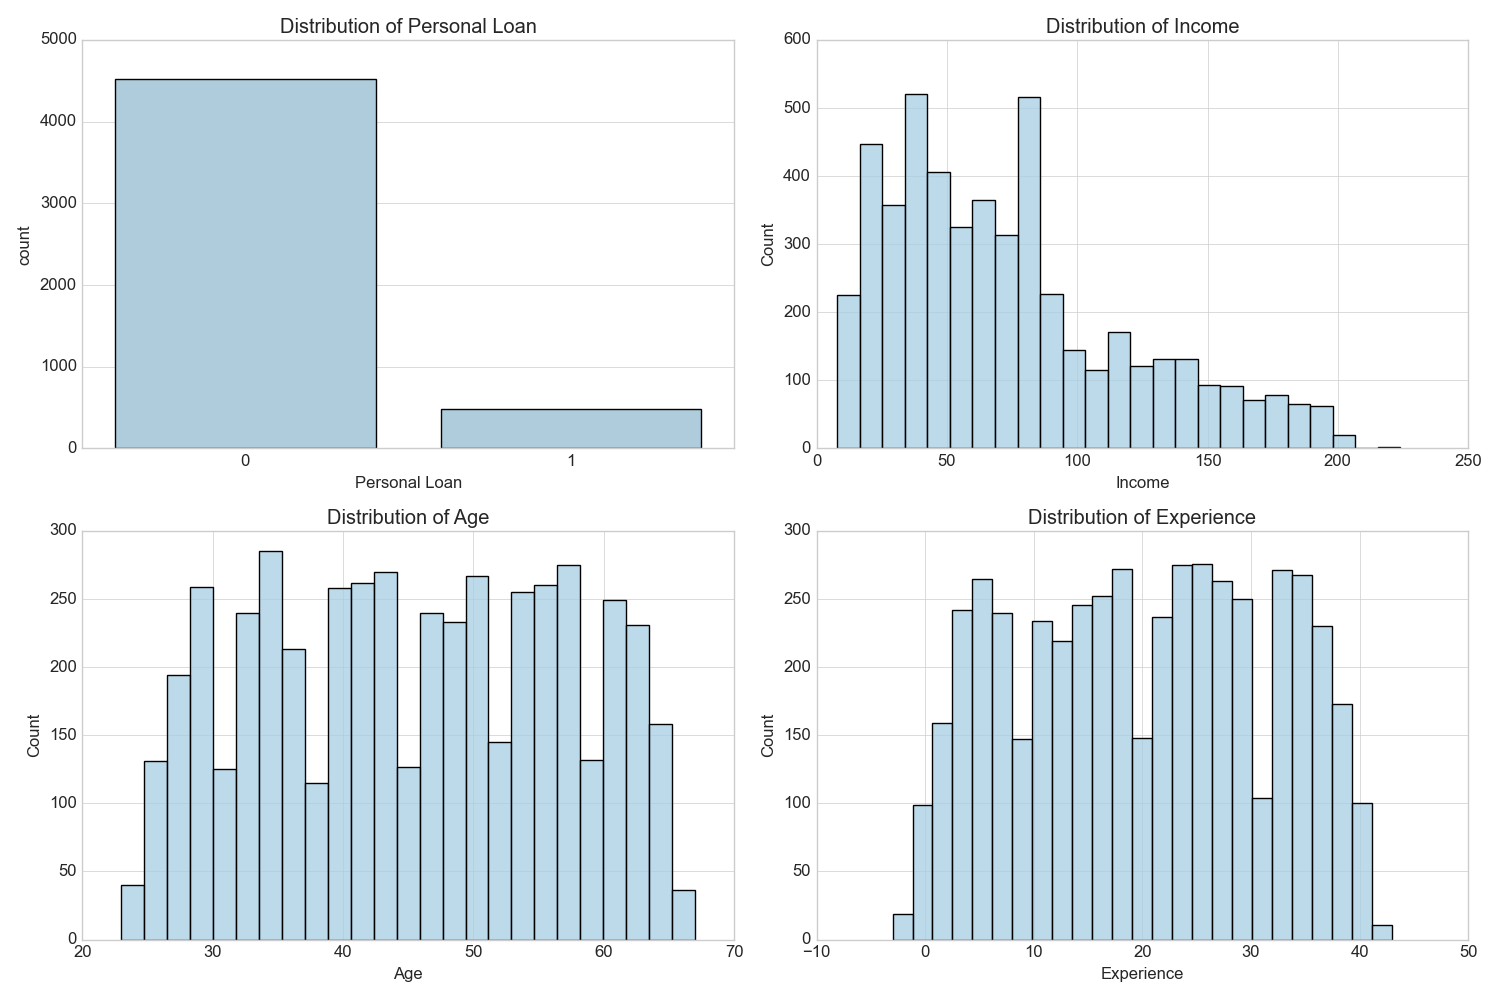 Distribution of Personal Loan
5000
4000
3000
2000
1000
0
count
0 1
Personal Loan
Distribution of Income
600
500
400
300
200
100
0
Count
0 50 100 150 200 250
Income
Distribution of Age
300
250
200
150
100
50
0
Count
20 30 40 50 60 70
Age
Distribution of Experience
300
250
200
150
100
50
0
Count
−10 0 10 20 30 40 50
Experience